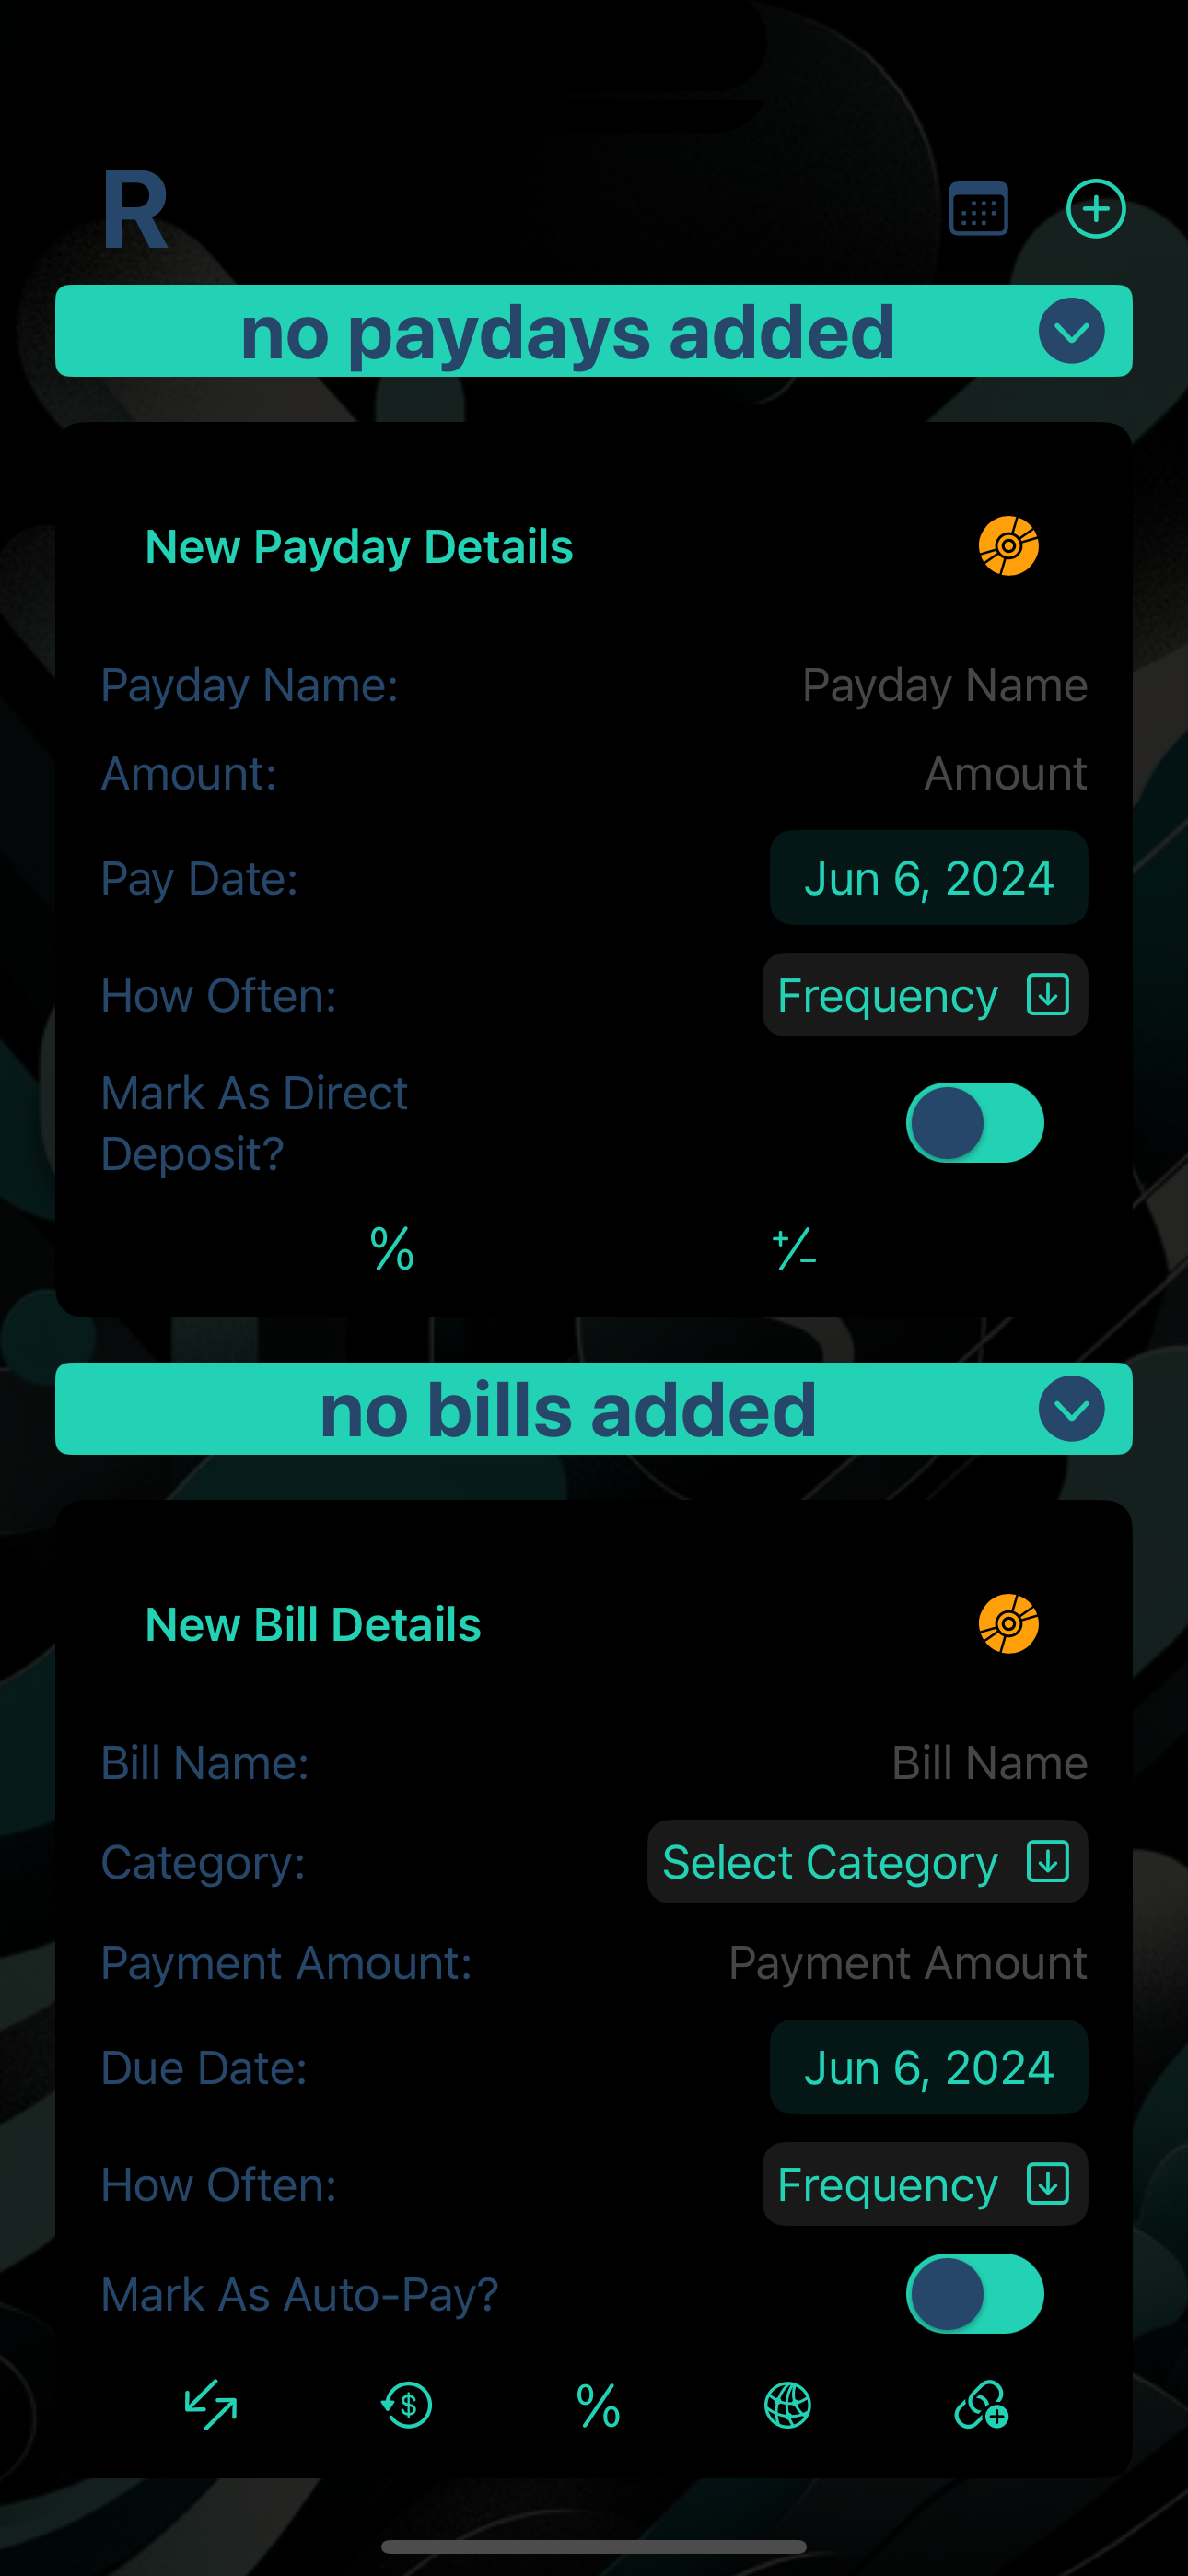 R
no paydays added
New Payday Details
Payday Name: Payday Name
Amount: Amount
Pay Date: Jun 6, 2024
How Often: Frequency
Mark As Direct
Deposit?
%
+/−
no bills added
New Bill Details
Bill Name: Bill Name
Category: Select Category
Payment Amount: Payment Amount
Due Date: Jun 6, 2024
How Often: Frequency
Mark As Auto-Pay?
$ %